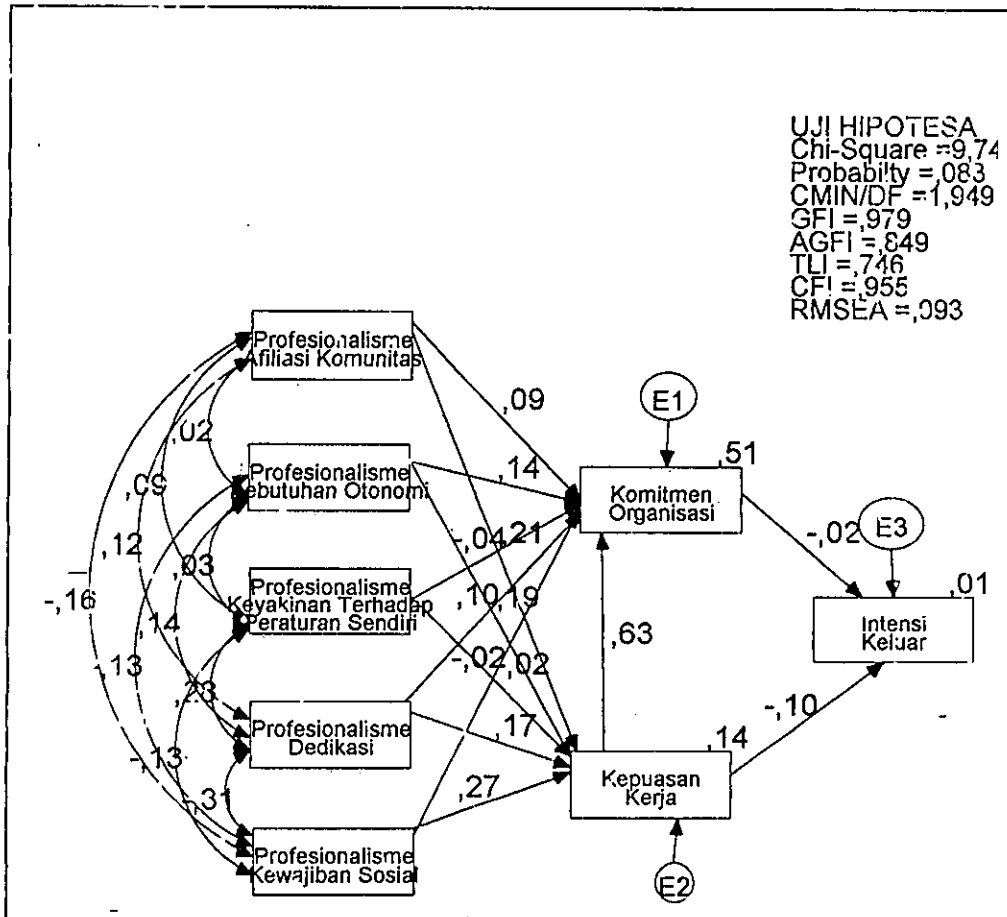 UJI HIPOTESA
Chi-Square =9,74
Probabilty =,083
CMIN/DF =1,949
GFI =,979
AGFI =,849
TLI =,746
CFI =,955
RMSEA =,093
Profesionalisme
Afiliasi Komunitas
Profesionalisme
Kebutuhan Otonomi
Profesionalisme
Keyakinan Terhadap
Peraturan Sendiri
Profesionalisme
Dedikasi
Profesionalisme
Kewajiban Sosial
,02
,09
,12
,03
-,16
,14
,13
,23
-,13
,31
,09
,14
-,04
,21
,10
,19
-,02
,02
,17
,27
E1
,51
Komitmen
Organisasi
,63
,14
Kepuasan
Kerja
E2
-,02
E3
,01
Intensi
Keluar
-,10